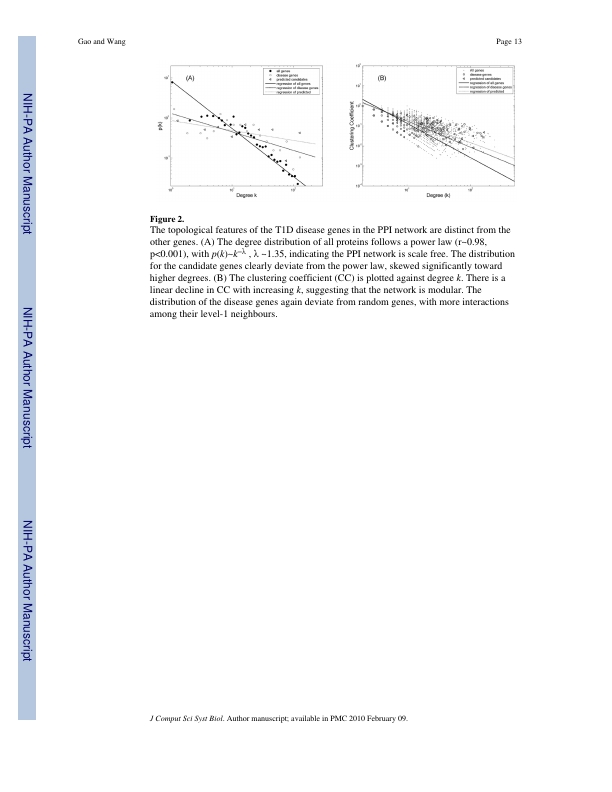 Gao and Wang
Page 13
NIH-PA Author Manuscript
NIH-PA Author Manuscript
NIH-PA Author Manuscript
(A)
all genes
disease genes
predicted candidates
regression of all genes
regression of disease genes
regression of predicted
p(k)
Degree k
(B)
All genes
disease genes
predicted candidates
regression of all genes
regression of disease genes
regression of predicted
Clustering Coefficient
Degree (k)
Figure 2.
The topological features of the T1D disease genes in the PPI network are distinct from the
other genes. (A) The degree distribution of all proteins follows a power law (r~0.98,
p<0.001), with p(k)~k^−λ , λ ~1.35, indicating the PPI network is scale free. The distribution
for the candidate genes clearly deviate from the power law, skewed significantly toward
higher degrees. (B) The clustering coefficient (CC) is plotted against degree k. There is a
linear decline in CC with increasing k, suggesting that the network is modular. The
distribution of the disease genes again deviate from random genes, with more interactions
among their level-1 neighbours.
J Comput Sci Syst Biol. Author manuscript; available in PMC 2010 February 09.